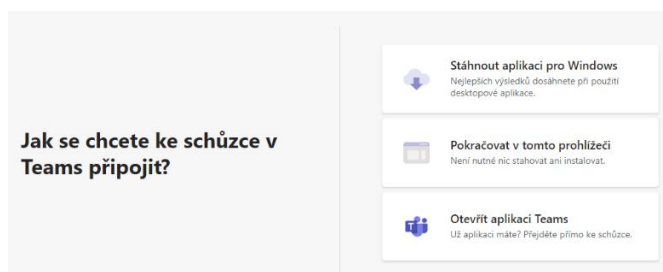 Jak se chcete ke schůzce v
Teams připojit?
Stáhnout aplikaci pro Windows
Nejlepších výsledků dosáhnete při použití
desktopové aplikace.
Pokračovat v tomto prohlížeči
Není nutné nic stahovat ani instalovat.
Otevřít aplikaci Teams
Už aplikaci máte? Přejděte přímo ke schůzce.